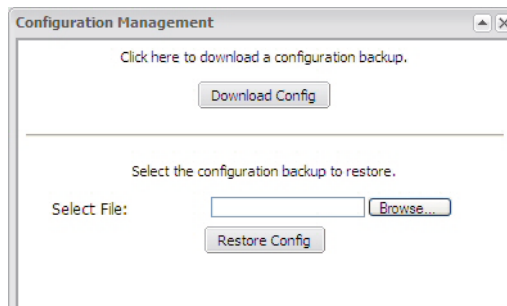 Configuration Management
Click here to download a configuration backup.
Download Config
Select the configuration backup to restore.
Select File:
Browse...
Restore Config